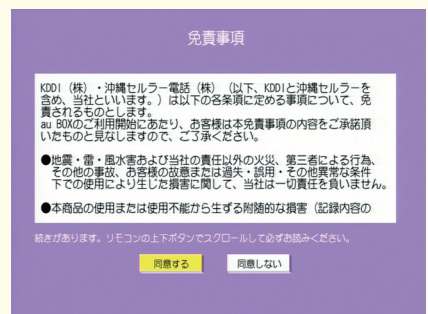 免責事項
KDDI（株）・沖縄セルラー電話（株）（以下、KDDIと沖縄セルラーを
含め、当社といいます。）は以下の各条項に定める事項について、免
責されるものとします。
au BOXのご利用開始にあたり、お客様は本免責事項の内容をご承諾頂
いたものと見なしますので、ご了承ください。
●地震・雷・風水害および当社の責任以外の火災、第三者による行為、
その他の事故、お客様の故意または過失・誤用・その他異常な条件
下での使用により生じた損害に関して、当社は一切責任を負いません。
●本商品の使用または使用不能から生ずる附随的な損害（記録内容の
続きがあります。リモコンの上下ボタンでスクロールして必ずお読みください。
同意する
同意しない